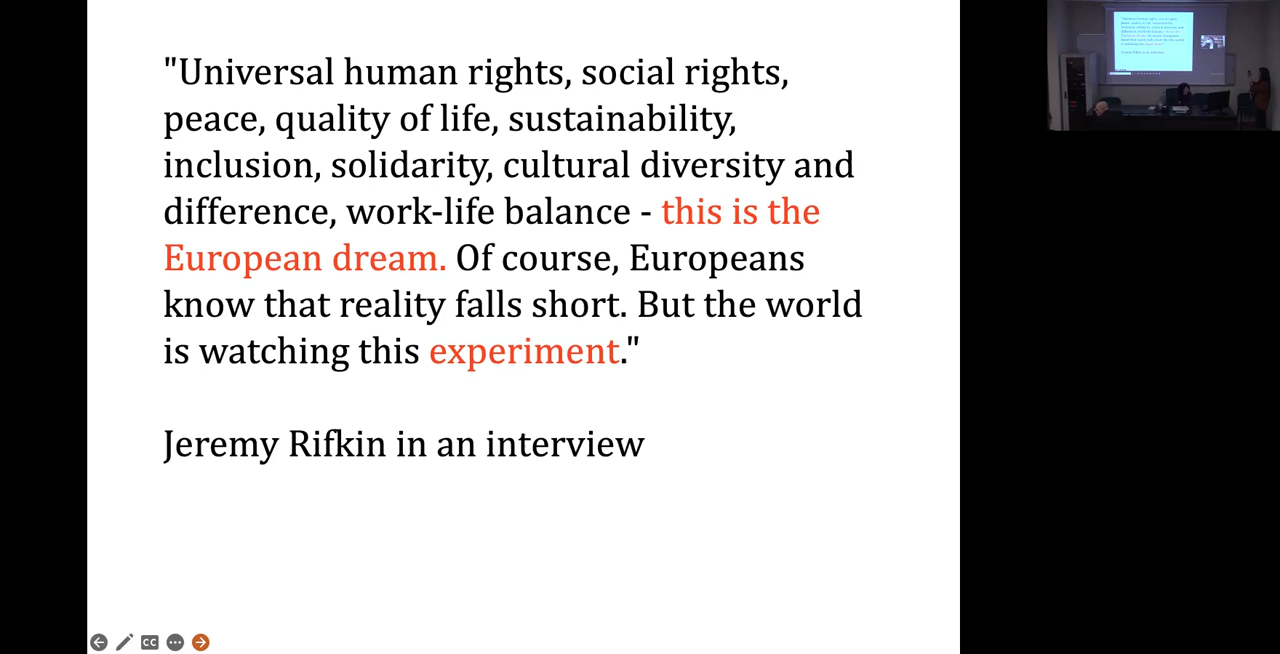 "Universal human rights, social rights,
peace, quality of life, sustainability,
inclusion, solidarity, cultural diversity and
difference, work-life balance - this is the
European dream. Of course, Europeans
know that reality falls short. But the world
is watching this experiment."
Jeremy Rifkin in an interview
CC